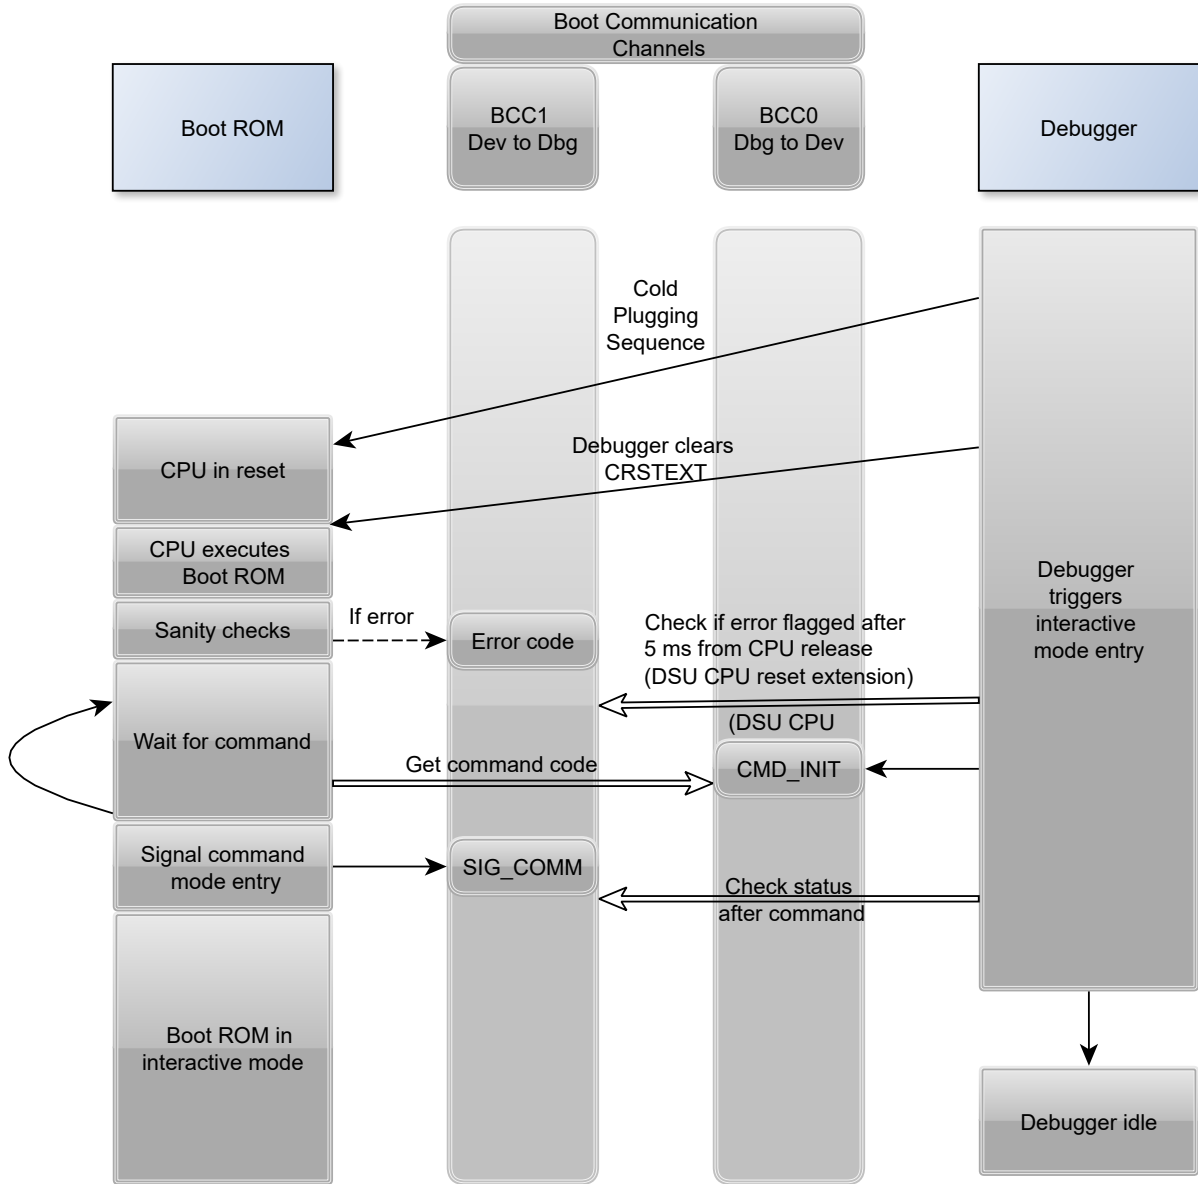 Boot Communication
Channels
Boot ROM
BCC1
Dev to Dbg
BCC0
Dbg to Dev
Debugger
Cold
Plugging
Sequence
Debugger clears
CRSTEXT
CPU in reset
CPU executes
Boot ROM
Sanity checks
If error
Error code
Check if error flagged after
5 ms from CPU release
(DSU CPU reset extension)
Debugger
triggers
interactive
mode entry
(DSU CPU
Wait for command
Get command code
CMD_INIT
Signal command
mode entry
SIG_COMM
Check status
after command
Boot ROM in
interactive mode
Debugger idle